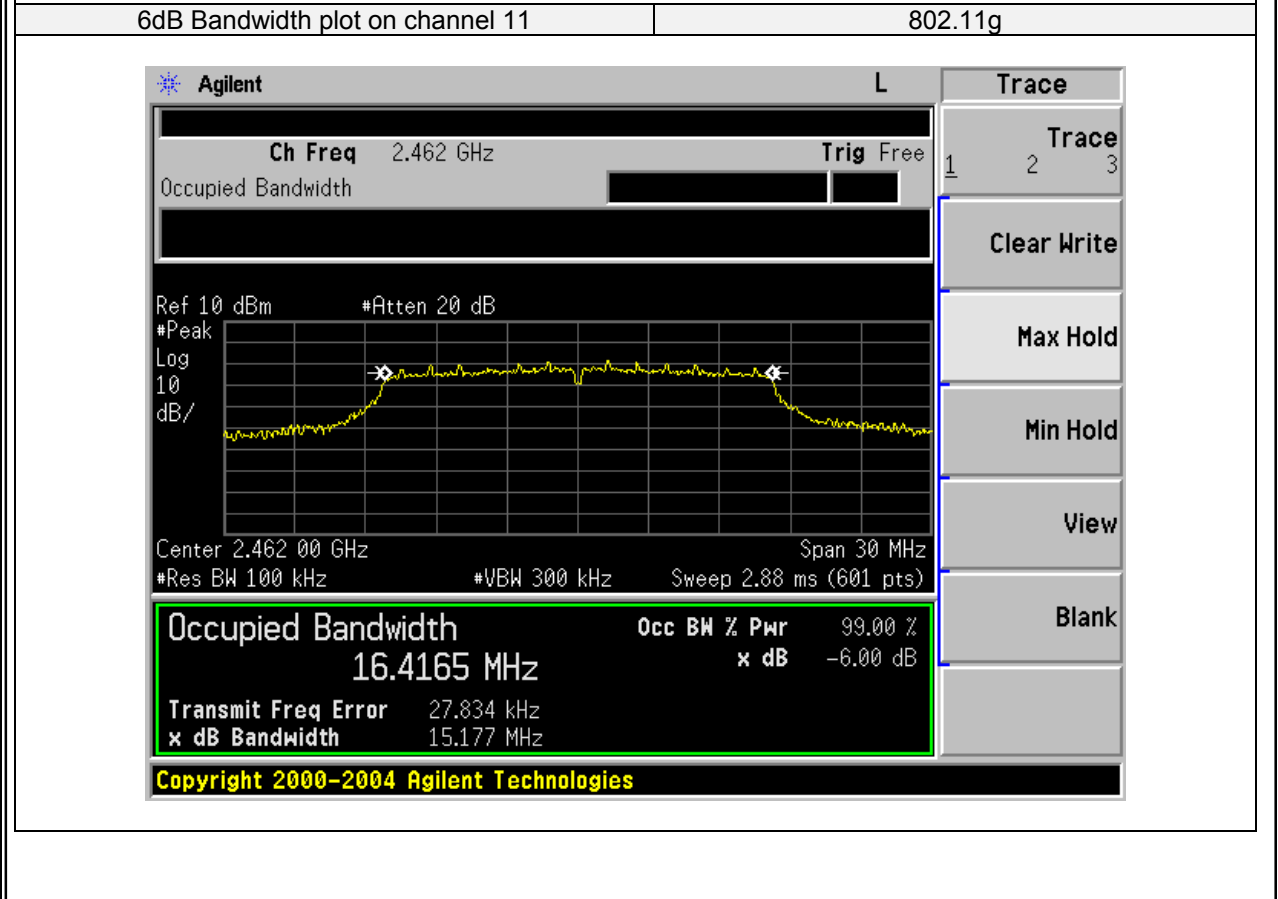 6dB Bandwidth plot on channel 11 802.11g
Agilent L Trace
Ch Freq 2.462 GHz Trig Free
Occupied Bandwidth
Trace
1 2 3
Clear Write
Max Hold
Min Hold
View
Blank
Ref 10 dBm #Atten 20 dB
#Peak
Log
10
dB/
Center 2.462 00 GHz Span 30 MHz
#Res BW 100 kHz #VBW 300 kHz Sweep 2.88 ms (601 pts)
Occupied Bandwidth Occ BW % Pwr 99.00 %
16.4165 MHz x dB -6.00 dB
Transmit Freq Error 27.834 kHz
x dB Bandwidth 15.177 MHz
Copyright 2000-2004 Agilent Technologies